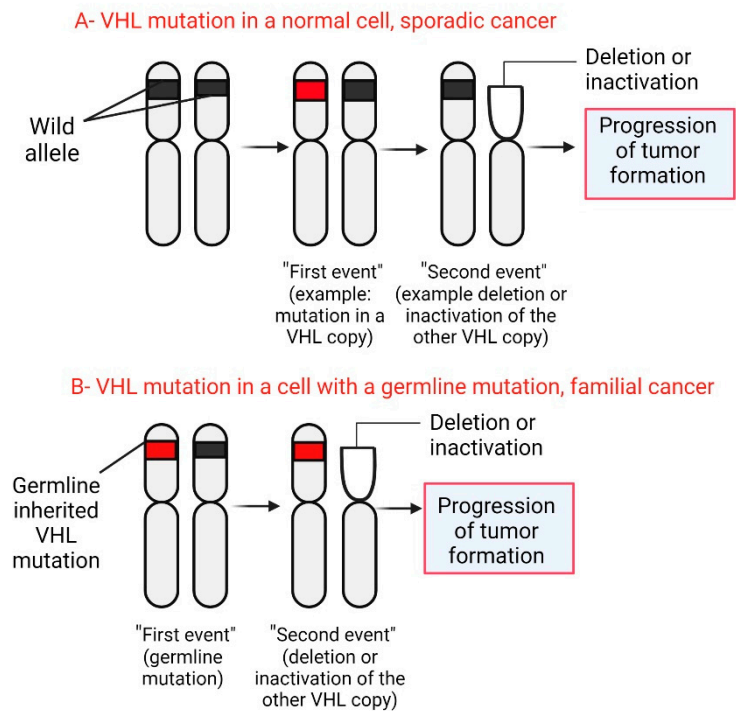 A- VHL mutation in a normal cell, sporadic cancer
Deletion or
inactivation
Wild
allele
Progression
of tumor
formation
"First event"
(example:
mutation in a
VHL copy)
"Second event"
(example deletion or
inactivation of the
other VHL copy)
B- VHL mutation in a cell with a germline mutation, familial cancer
Deletion or
inactivation
Germline
inherited
VHL
mutation
Progression
of tumor
formation
"First event"
(germline
mutation)
"Second event"
(deletion or
inactivation of the
other VHL copy)